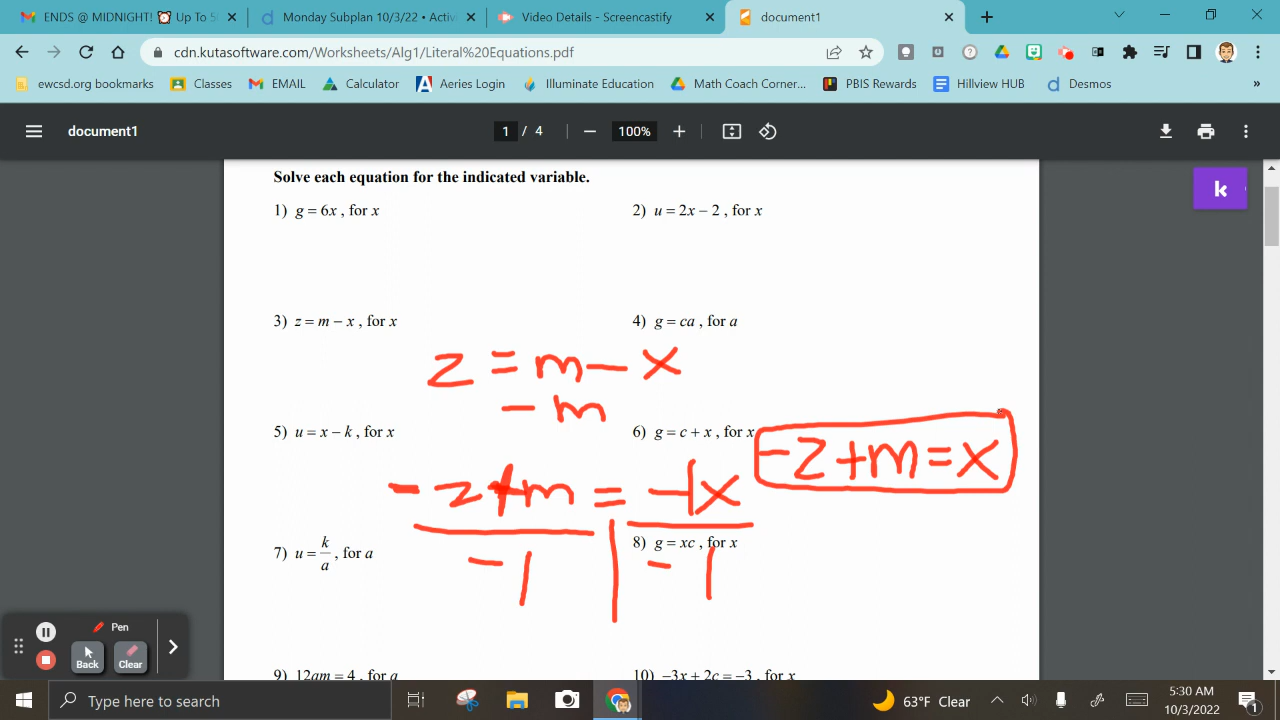 ENDS @ MIDNIGHT! ⏰ Up To 5
Monday Subplan 10/3/22 • Activi
Video Details - Screencastify
document1
cdn.kutasoftware.com/Worksheets/Alg1/Literal%20Equations.pdf
ewcsd.org bookmarks
Classes
EMAIL
Calculator
Aeries Login
Illuminate Education
Math Coach Corner...
PBIS Rewards
Hillview HUB
Desmos
»
document1
1 / 4
100%
k
Solve each equation for the indicated variable.
1) g = 6x , for x
2) u = 2x − 2 , for x
3) z = m − x , for x
4) g = ca , for a
z = m − x
− m
5) u = x − k , for x
6) g = c + x , for x
−z+m=x
−z+m = −1x
−1 −1
7) u = k/a , for a
8) g = xc , for x
9) 12am = 4 , for a
10) −3x + 2c = −3 , for x
Pen
Back
Clear
Type here to search
63°F Clear
5:30 AM
10/3/2022
1